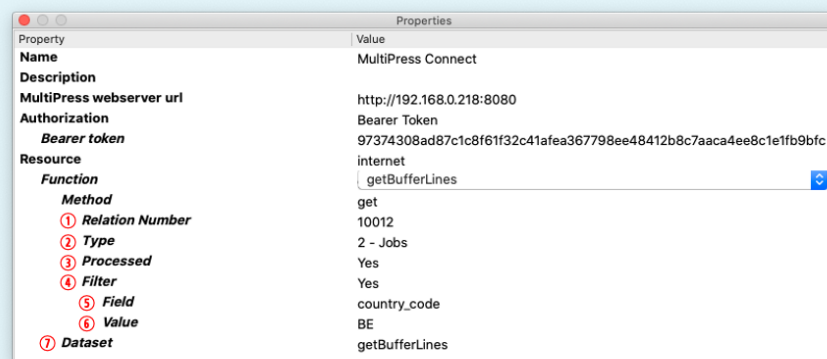 Properties
Property Value
Name MultiPress Connect
Description
MultiPress webserver url http://192.168.0.218:8080
Authorization Bearer Token
Bearer token 97374308ad87c1c8f61f32c41afea367798ee48412b8c7aaca4ee8c1e1fb9bfc
Resource internet
Function getBufferLines
Method get
① Relation Number 10012
② Type 2 - Jobs
③ Processed Yes
④ Filter Yes
⑤ Field country_code
⑥ Value BE
⑦ Dataset getBufferLines